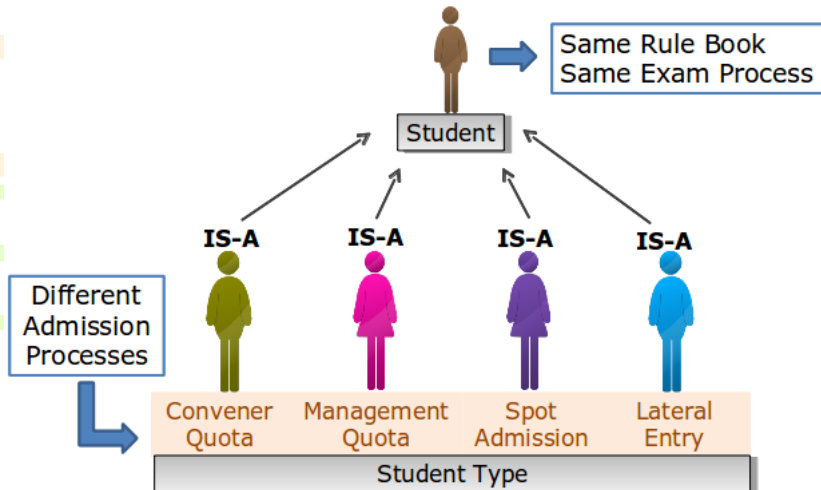 Same Rule Book
Same Exam Process
Student
IS-A
IS-A
IS-A
IS-A
Different
Admission
Processes
Convener
Quota
Management
Quota
Spot
Admission
Lateral
Entry
Student Type